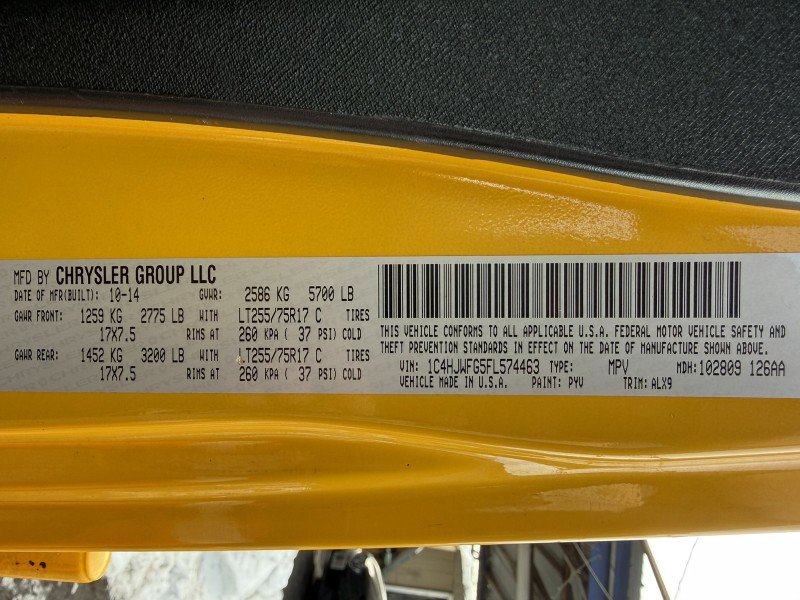 MFD BY CHRYSLER GROUP LLC
DATE OF MFR(BUILT): 10-14 GVWR: 2586 KG 5700 LB
GAWR FRONT: 1259 KG 2775 LB WITH LT255/75R17 C TIRES
17X7.5 RIMS AT 260 KPA ( 37 PSI) COLD
GAWR REAR: 1452 KG 3200 LB WITH LT255/75R17 C TIRES
17X7.5 RIMS AT 260 KPA ( 37 PSI) COLD
THIS VEHICLE CONFORMS TO ALL APPLICABLE U.S.A. FEDERAL MOTOR VEHICLE SAFETY AND
THEFT PREVENTION STANDARDS IN EFFECT ON THE DATE OF MANUFACTURE SHOWN ABOVE.
VIN: 1C4HJWFG5FL574463 TYPE: MPV MDH: 102809 126AA
VEHICLE MADE IN U.S.A. PAINT: PYV TRIM: ALX9